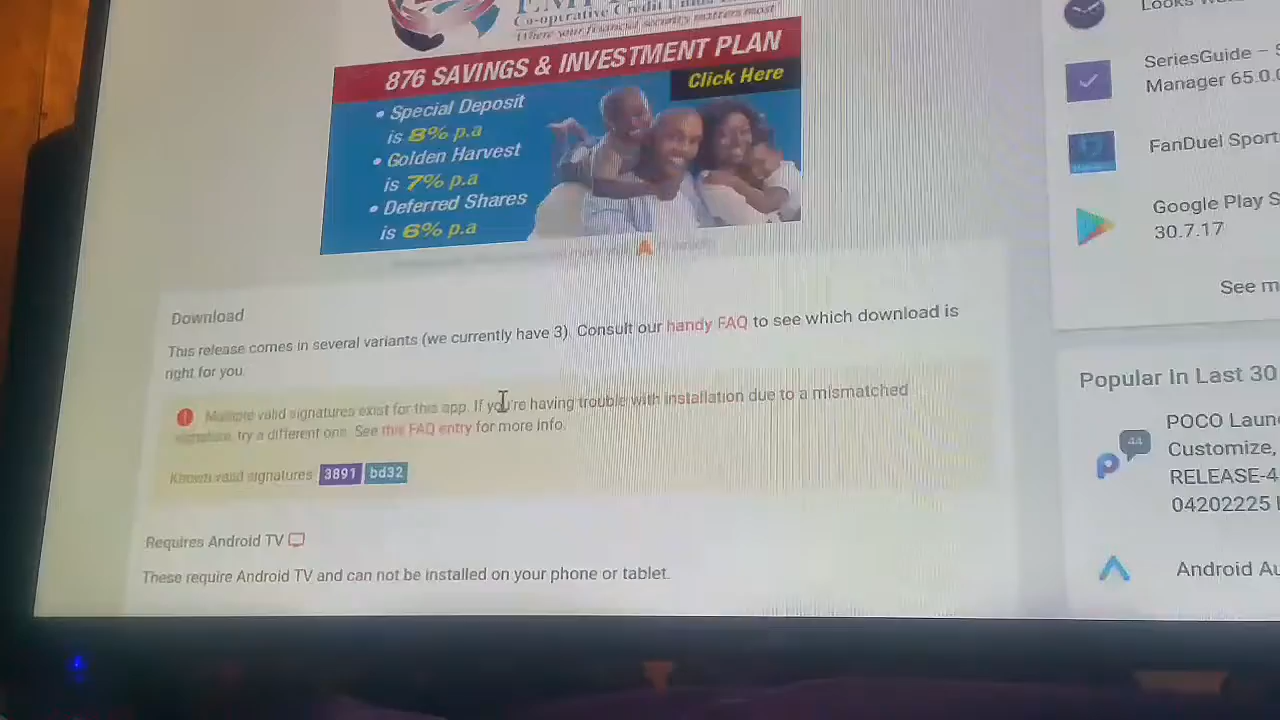 Co-operative Credit
Where your financial security matters most
876 SAVINGS & INVESTMENT PLAN
Click Here
• Special Deposit
is 8% p.a
• Golden Harvest
is 7% p.a
• Deferred Shares
is 6% p.a
Download
This release comes in several variants (we currently have 3). Consult our handy FAQ to see which download is
right for you.
Multiple valid signatures exist for this app. If you're having trouble with installation due to a mismatched
signature, try a different one. See this FAQ entry for more info.
Known valid signatures 3891 bd32
Requires Android TV
These require Android TV and can not be installed on your phone or tablet.
Looks
SeriesGuide –
Manager 65.0.
FanDuel Sport
Google Play S
30.7.17
See m
Popular In Last 30
44
POCO Laun
Customize,
RELEASE-4
04202225
Android Au